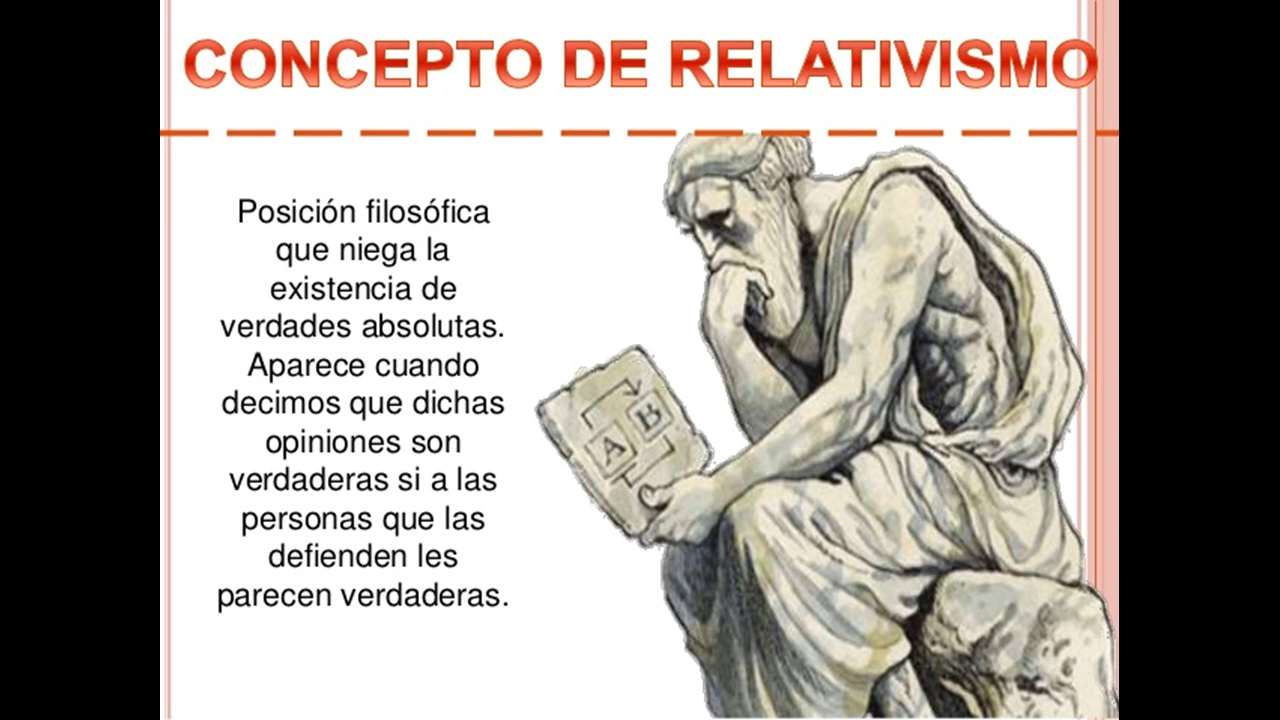 CONCEPTO DE RELATIVISMO
Posición filosófica
que niega la
existencia de
verdades absolutas.
Aparece cuando
decimos que dichas
opiniones son
verdaderas si a las
personas que las
defienden les
parecen verdaderas.
A
B